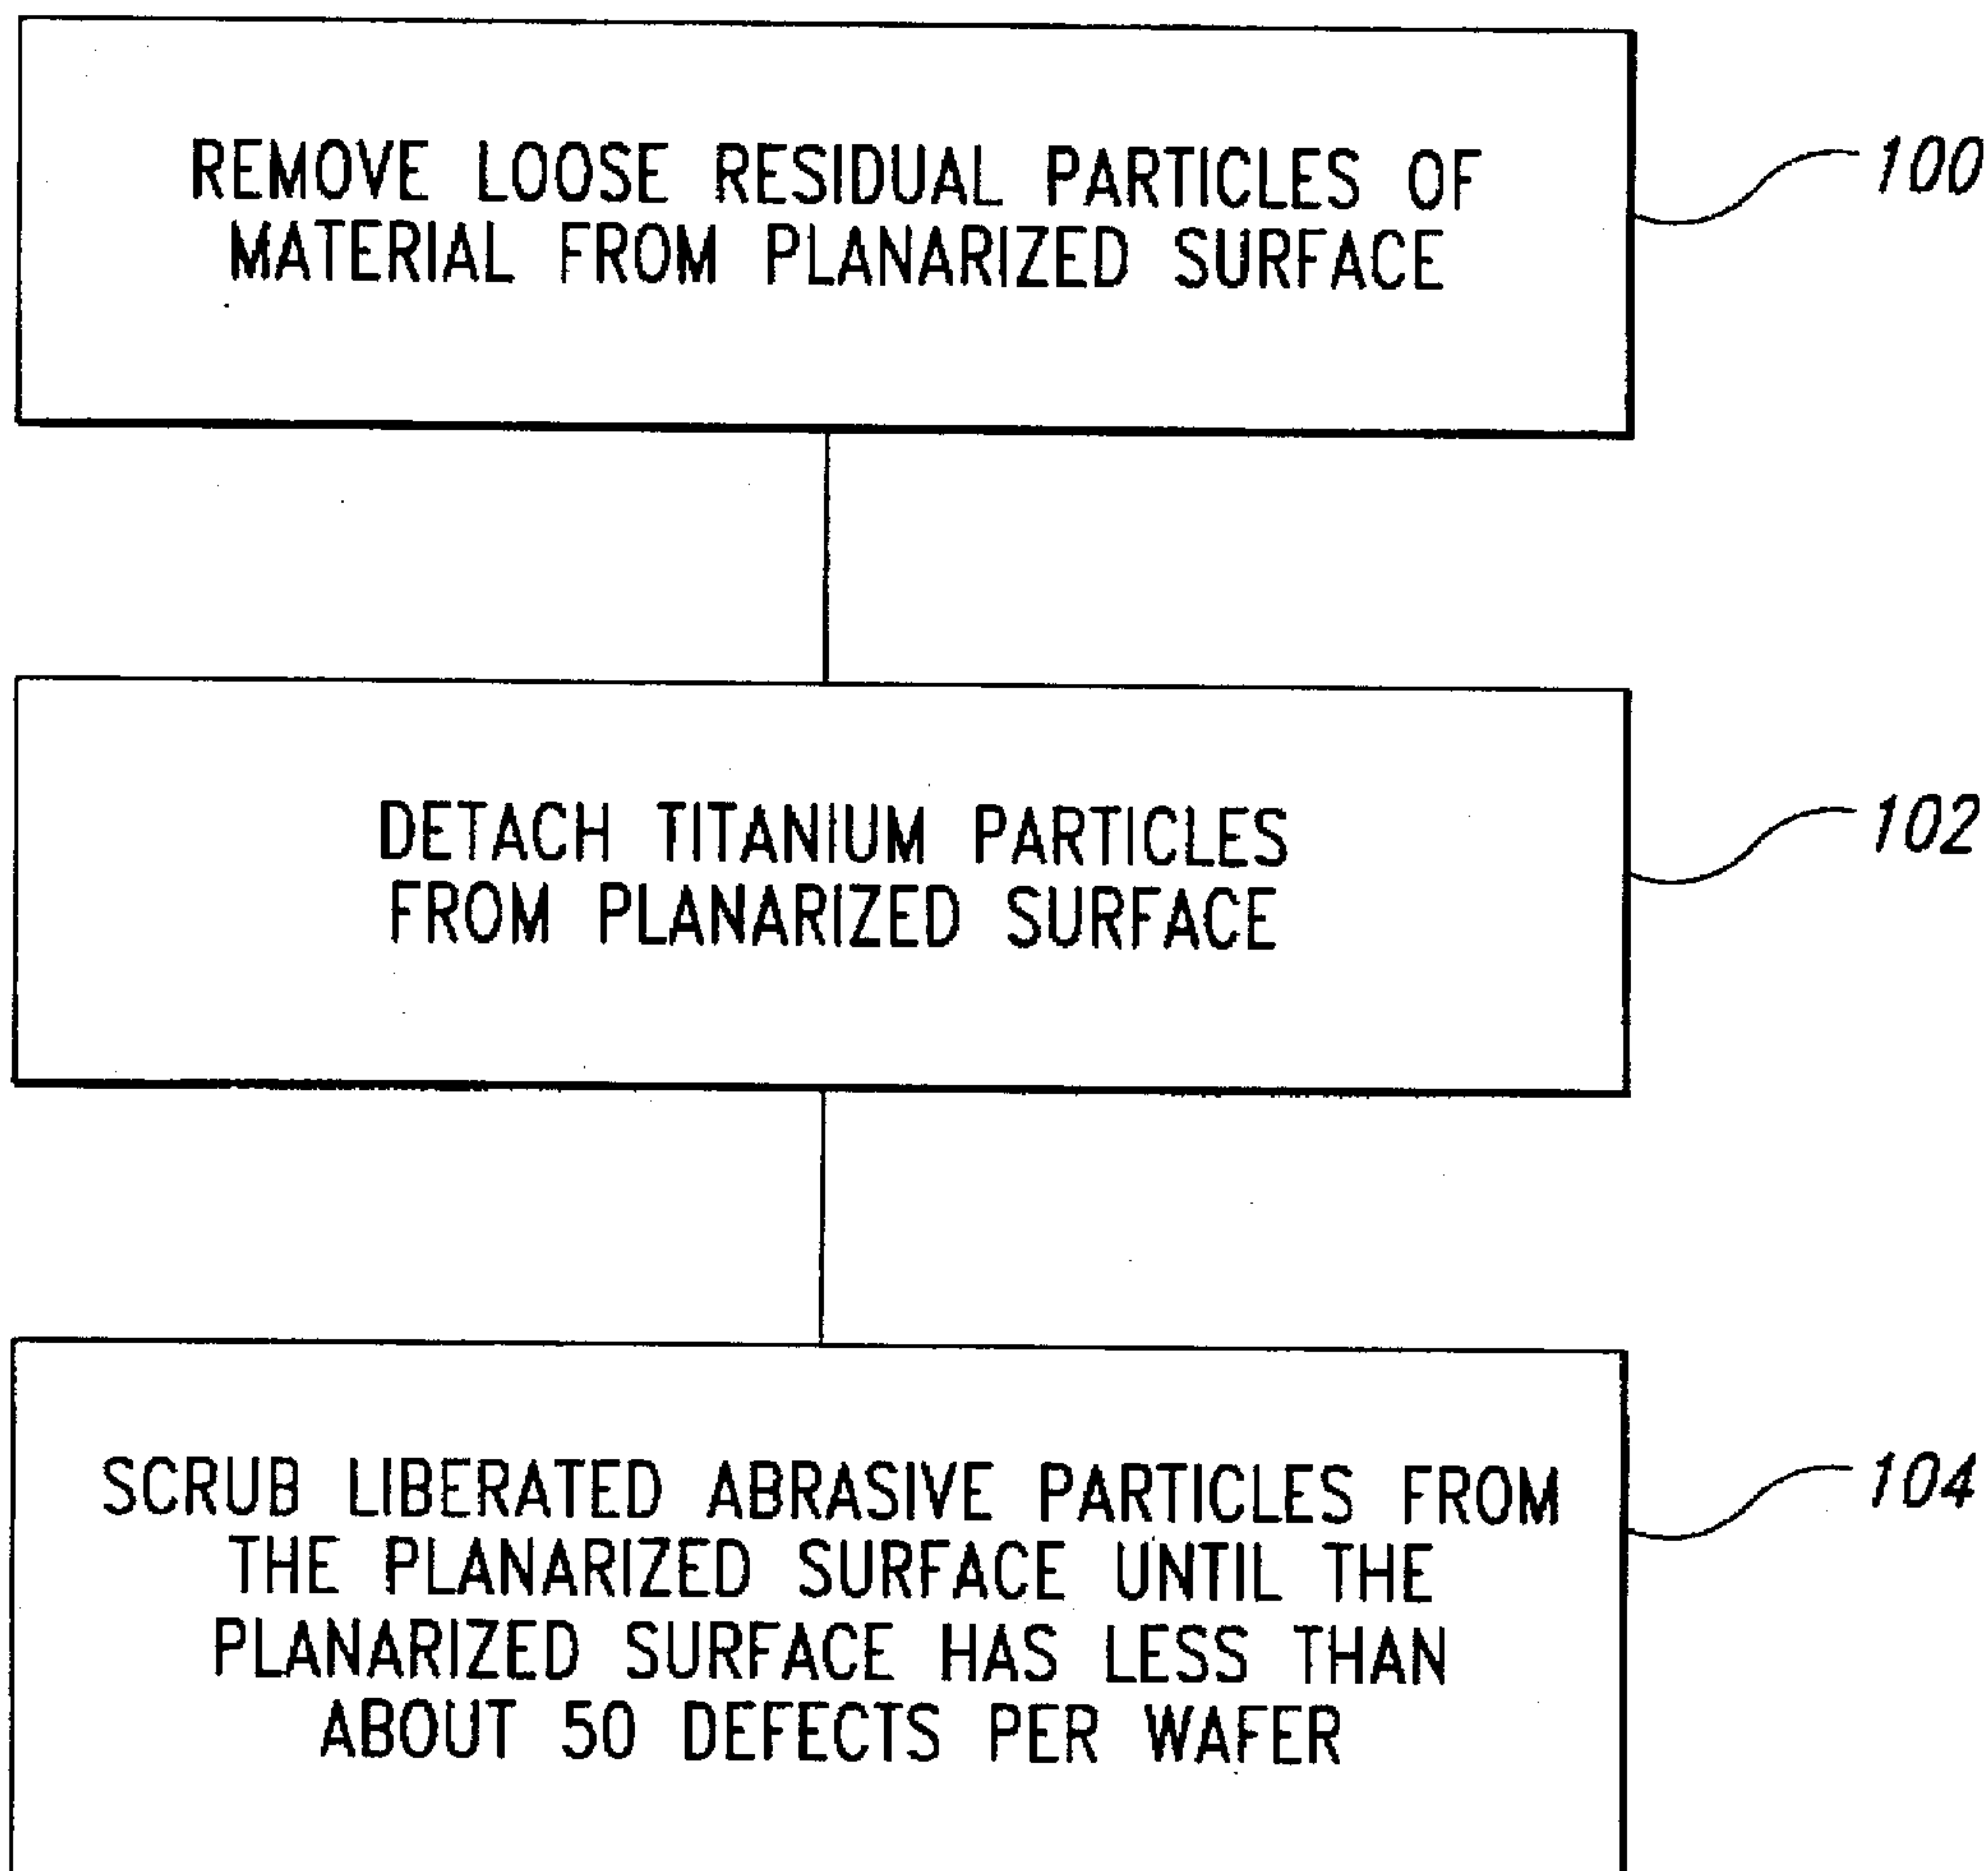 REMOVE LOOSE RESIDUAL PARTICLES OF
MATERIAL FROM PLANARIZED SURFACE
100
DETACH TITANIUM PARTICLES
FROM PLANARIZED SURFACE
102
SCRUB LIBERATED ABRASIVE PARTICLES FROM
THE PLANARIZED SURFACE UNTIL THE
PLANARIZED SURFACE HAS LESS THAN
ABOUT 50 DEFECTS PER WAFER
104